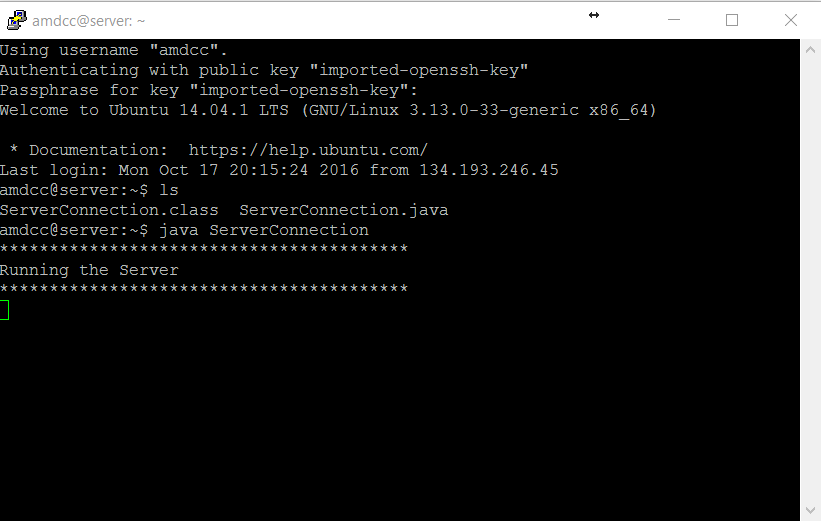 amdcc@server: ~
Using username "amdcc".
Authenticating with public key "imported-openssh-key"
Passphrase for key "imported-openssh-key":
Welcome to Ubuntu 14.04.1 LTS (GNU/Linux 3.13.0-33-generic x86_64)
 * Documentation:  https://help.ubuntu.com/
Last login: Mon Oct 17 20:15:24 2016 from 134.193.246.45
amdcc@server:~$ ls
ServerConnection.class  ServerConnection.java
amdcc@server:~$ java ServerConnection
*****************************************
Running the Server
*****************************************